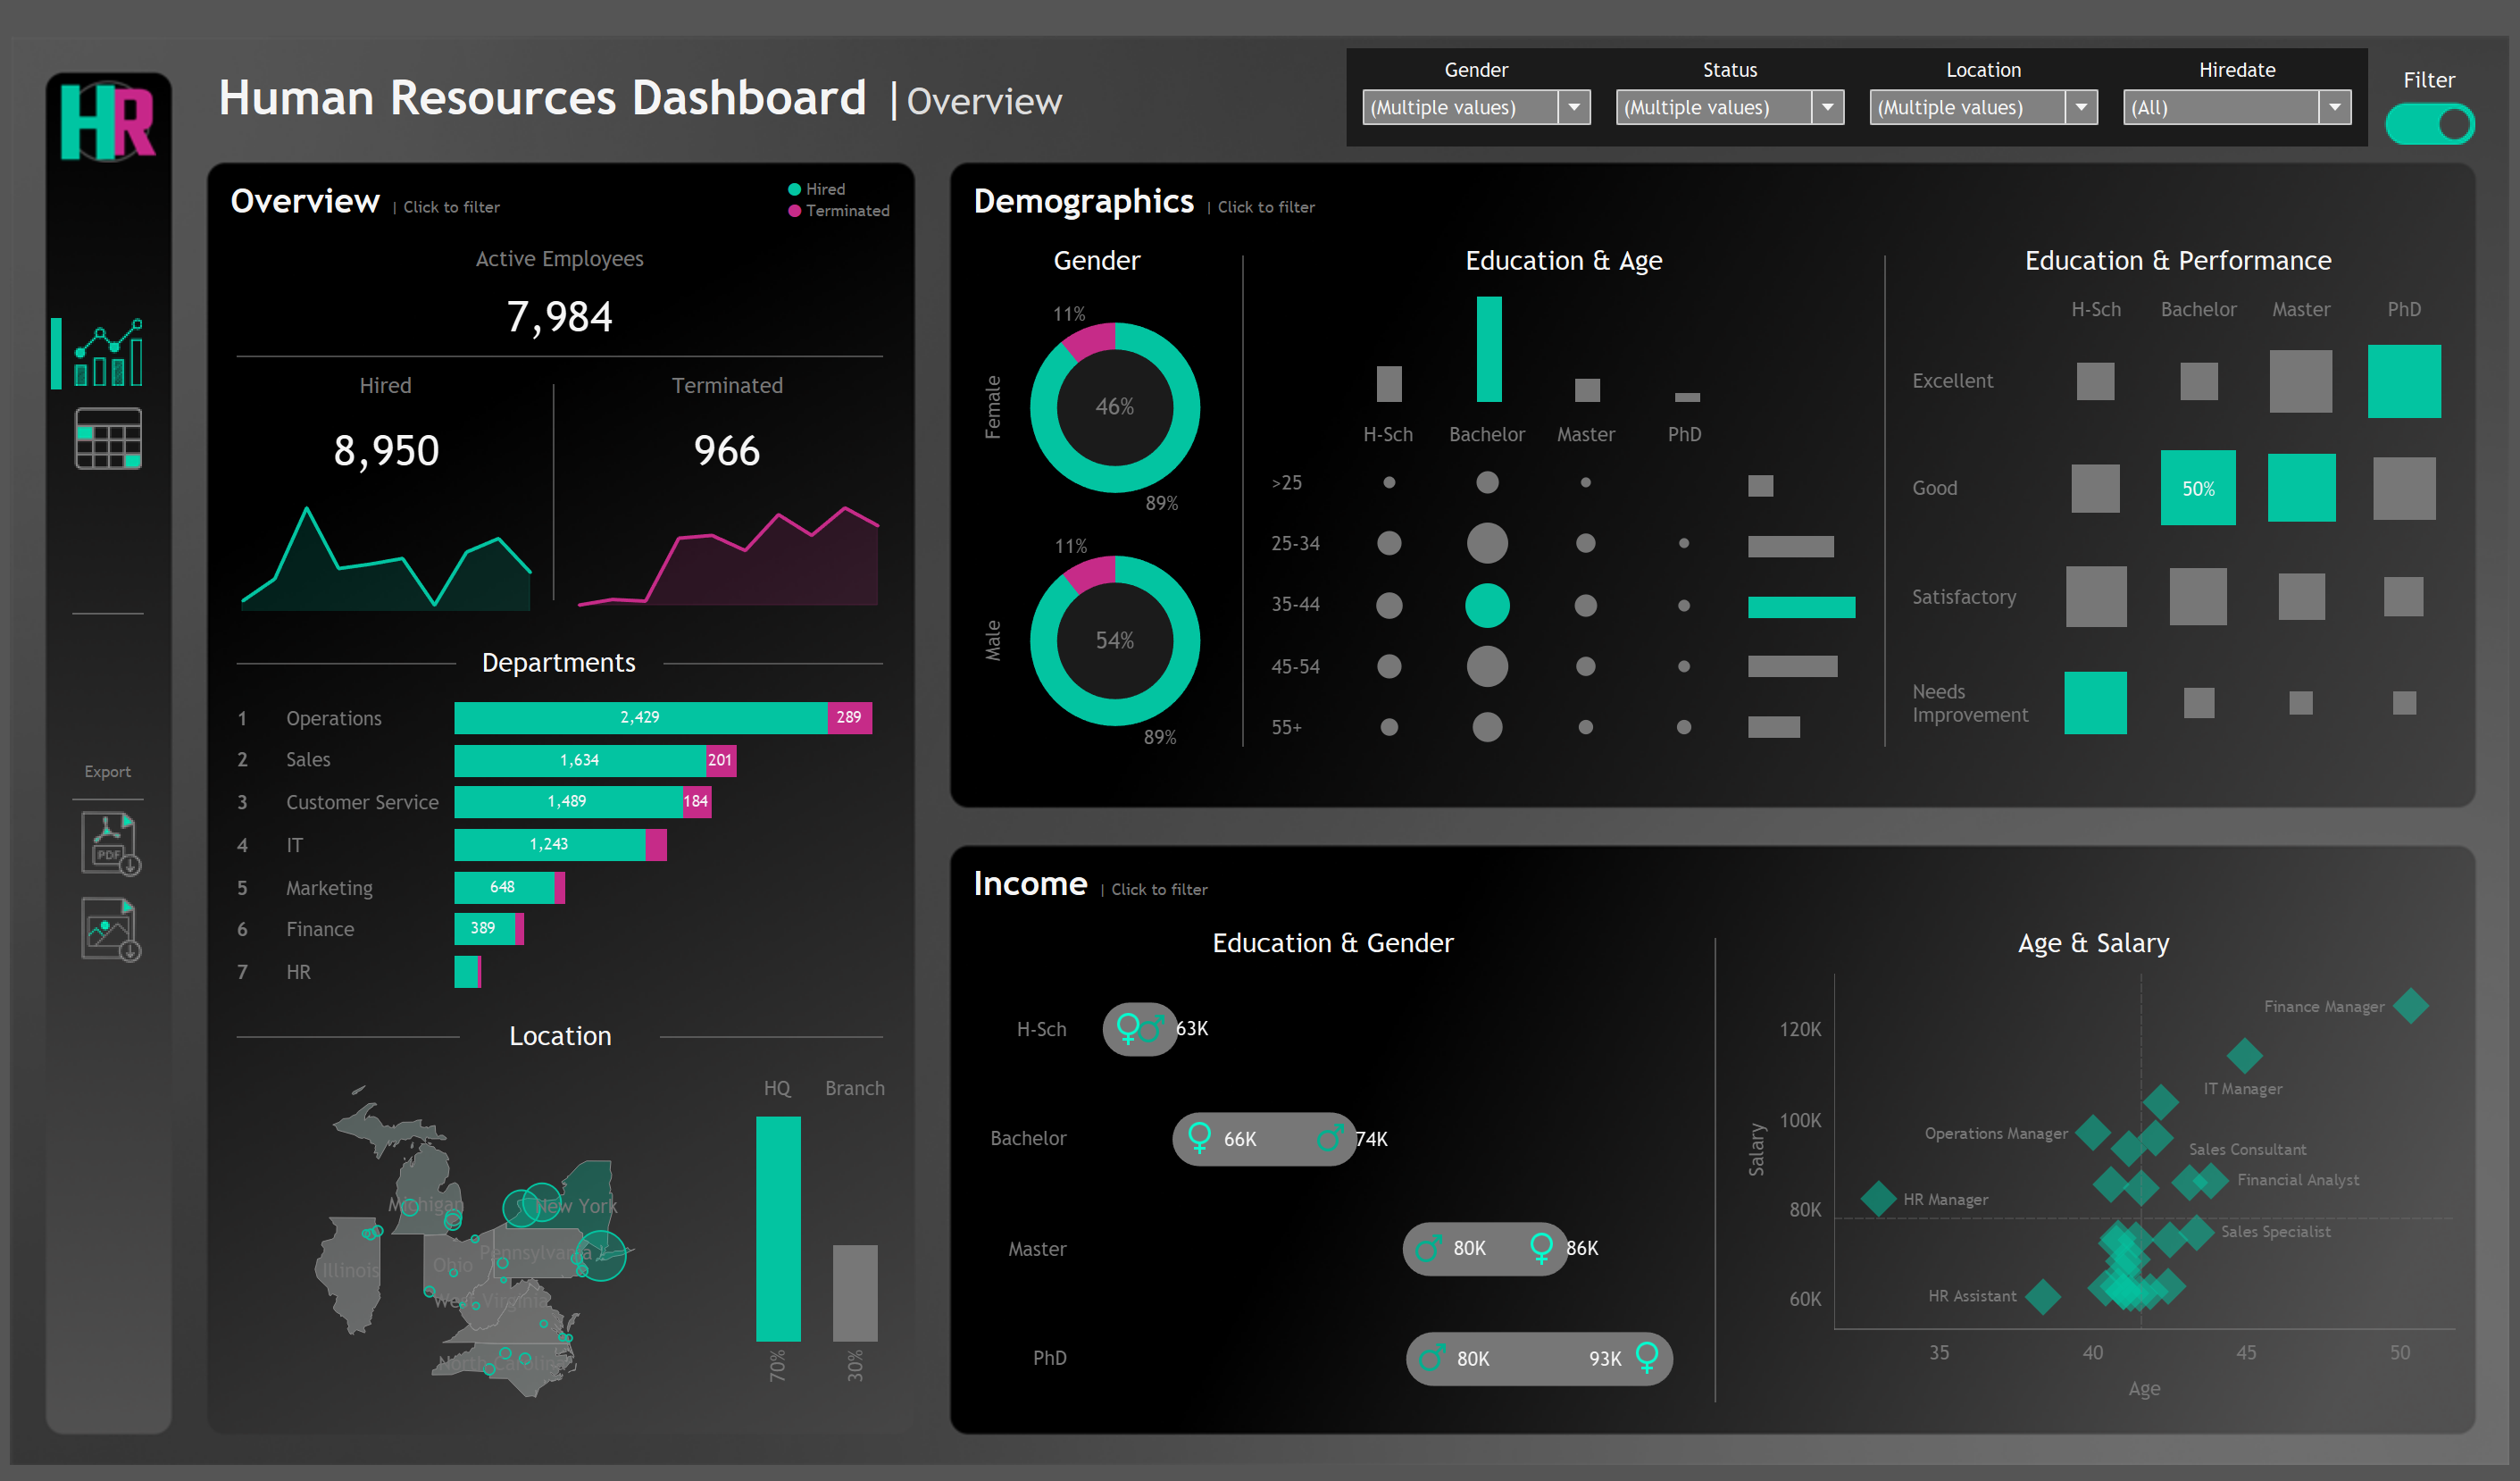 HR
Human Resources Dashboard | Overview
Gender
Status
Location
Hiredate
Filter
(Multiple values)
(Multiple values)
(Multiple values)
(All)
Export
PDF
Overview | Click to filter
Hired
Terminated
Active Employees
7,984
Hired
Terminated
8,950
966
Departments
1 Operations 2,429 289
2 Sales 1,634 201
3 Customer Service 1,489 184
4 IT 1,243
5 Marketing 648
6 Finance 389
7 HR
Location
HQ Branch
Michigan
New York
Pennsylvania
Ohio
Illinois
West Virginia
North Carolina
70% 30%
Demographics | Click to filter
Gender
11%
Female
46%
89%
11%
Male
54%
89%
Education & Age
H-Sch Bachelor Master PhD
>25
25-34
35-44
45-54
55+
Education & Performance
H-Sch Bachelor Master PhD
Excellent
Good
50%
Satisfactory
Needs
Improvement
Income | Click to filter
Education & Gender
H-Sch 63K
Bachelor 66K 74K
Master 80K 86K
PhD 80K 93K
Age & Salary
Salary
120K
100K
80K
60K
Finance Manager
IT Manager
Operations Manager
Sales Consultant
Financial Analyst
HR Manager
Sales Specialist
HR Assistant
35 40 45 50
Age